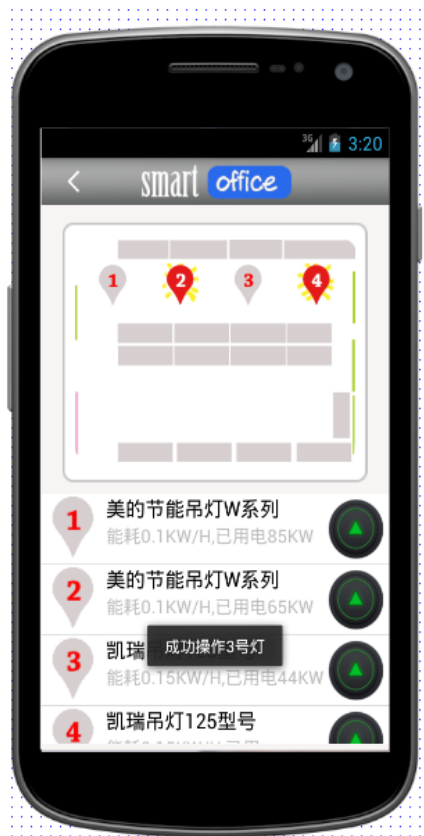 3G
3:20
smart office
1
2
3
4
1
美的节能吊灯W系列
能耗0.1KW/H,已用电85KW
2
美的节能吊灯W系列
能耗0.1KW/H,已用电65KW
3
凯瑞
成功操作3号灯
能耗0.15KW/H,已用电44KW
4
凯瑞吊灯125型号